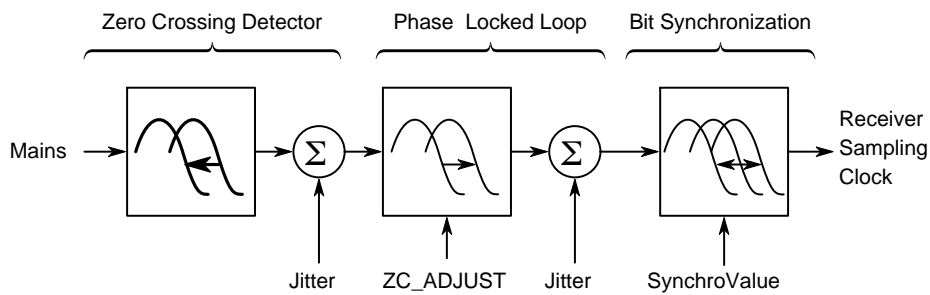 Zero Crossing Detector
Phase Locked Loop
Bit Synchronization
Mains
Σ
Σ
Receiver
Sampling
Clock
Jitter
ZC_ADJUST
Jitter
SynchroValue